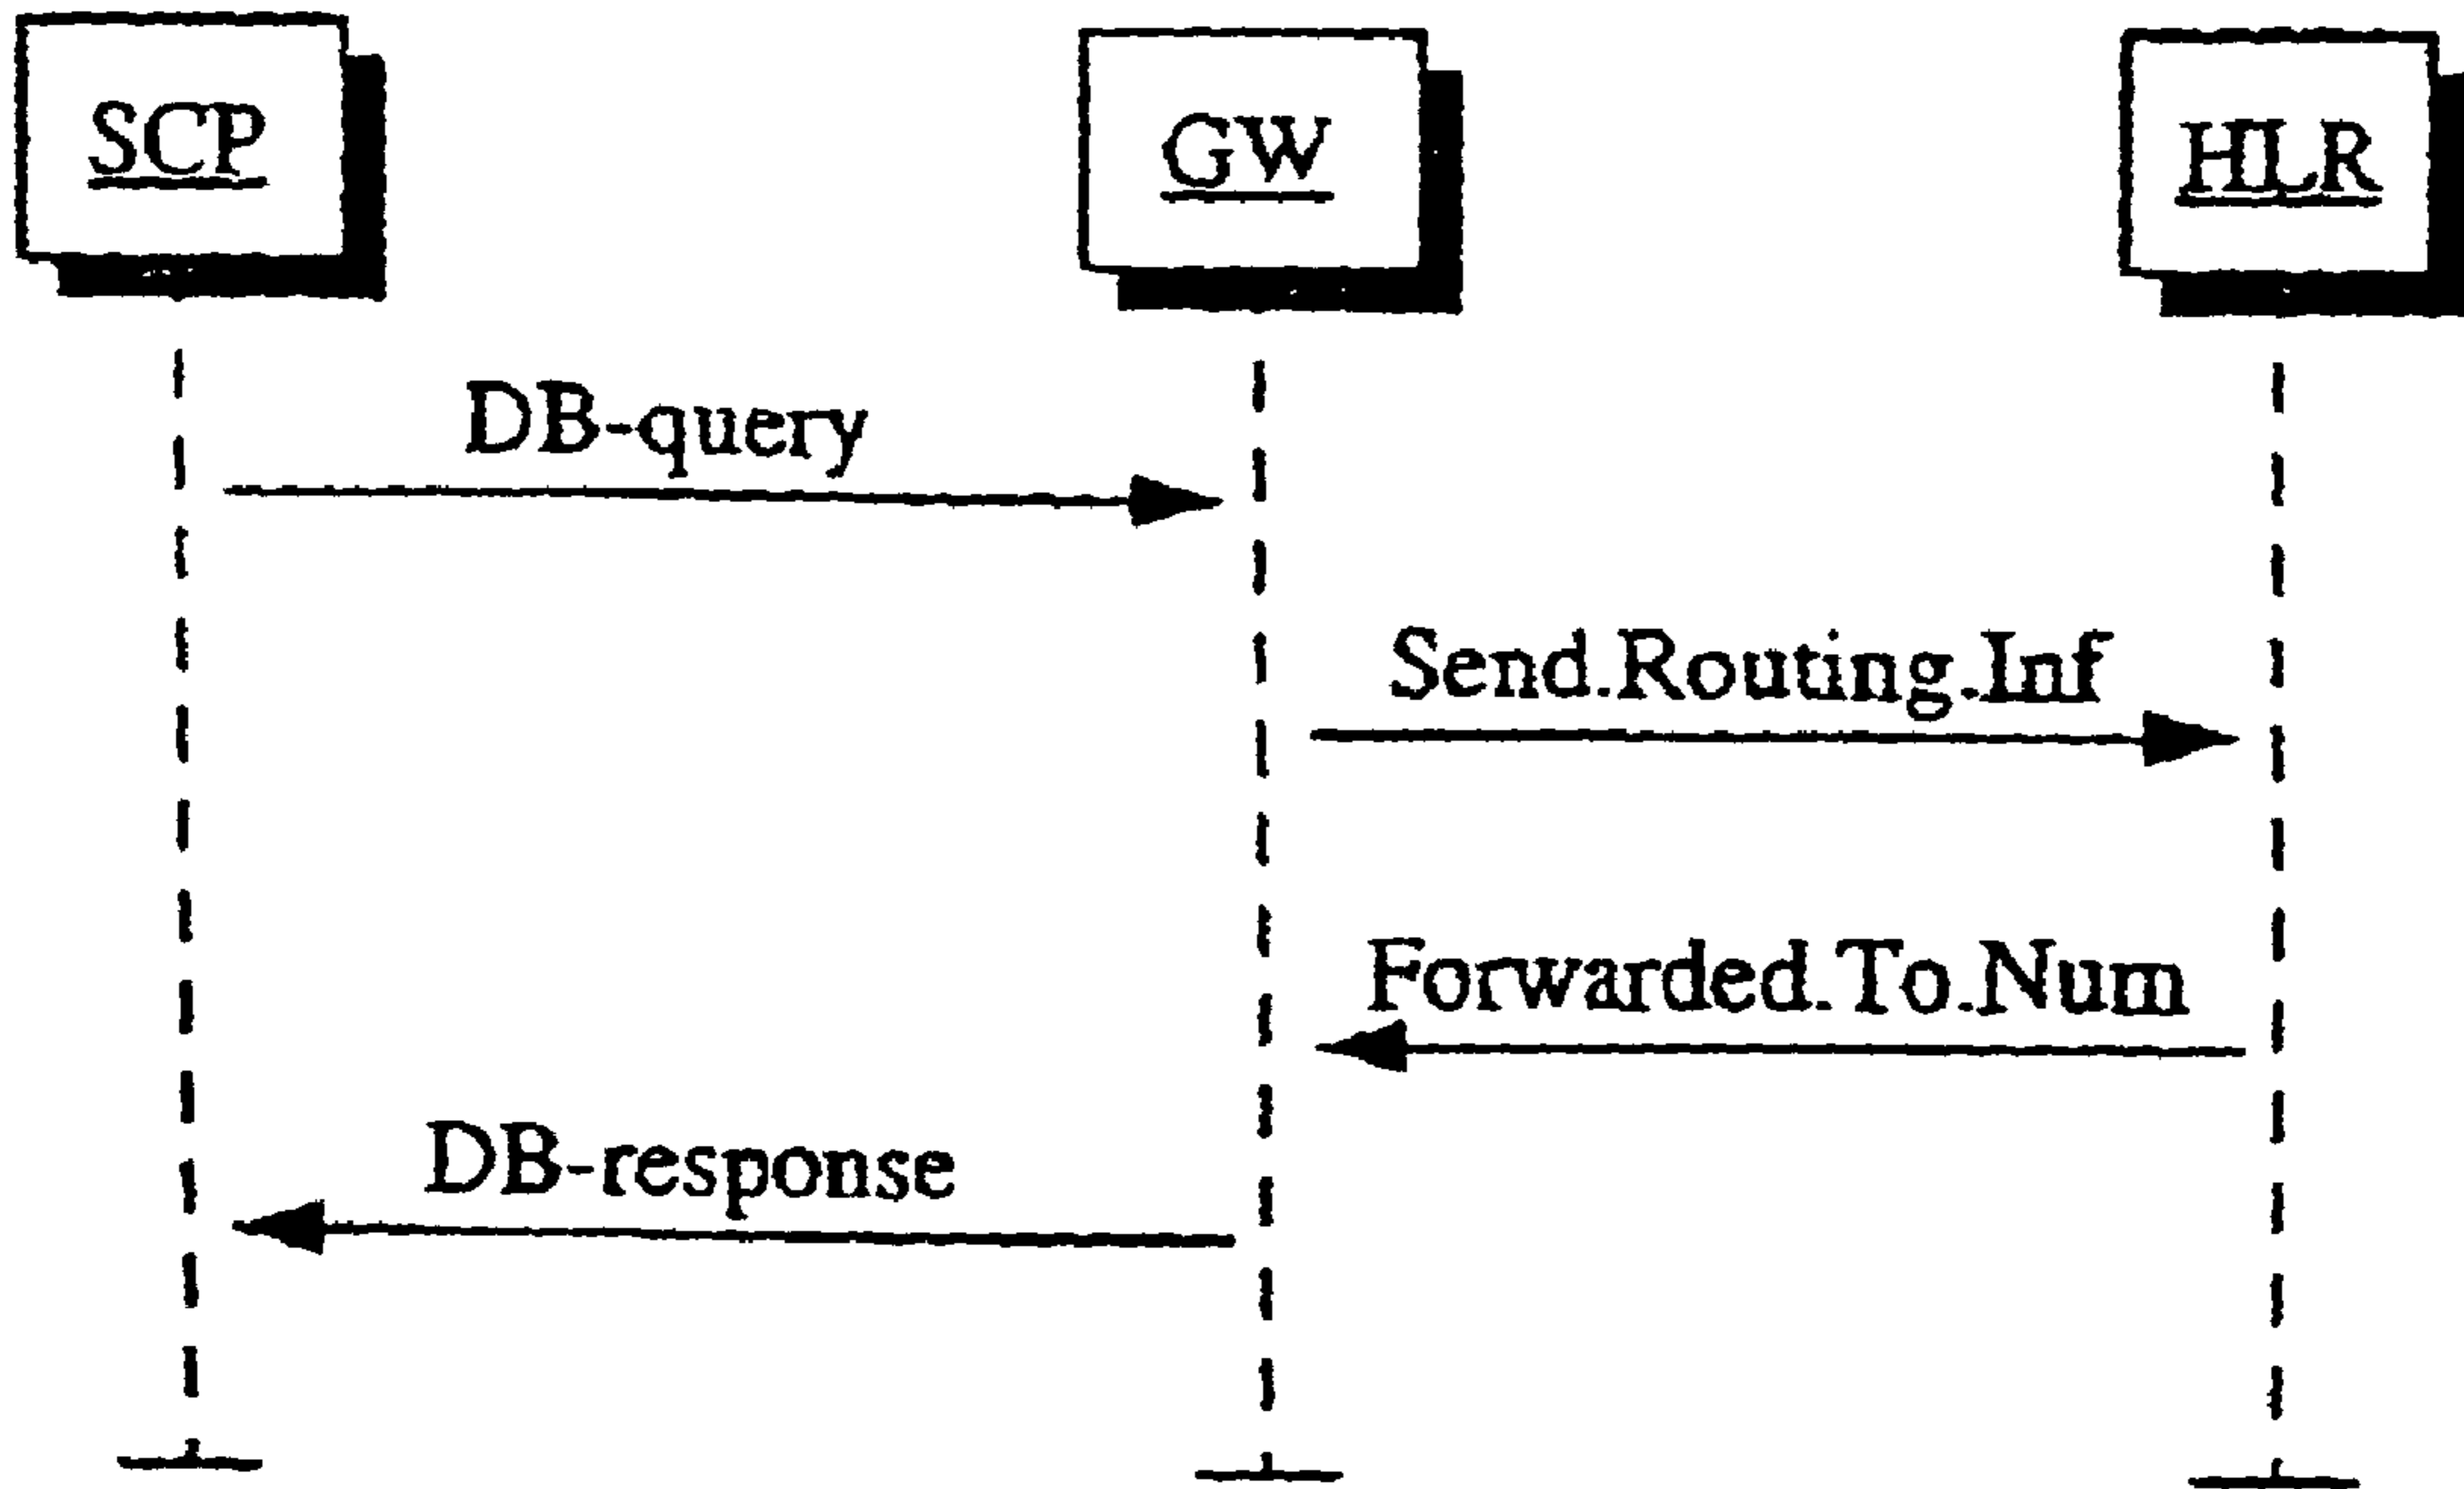 SCP
GW
HLR
DB-query
Send.Routing.Inf
Forwarded.To.Num
DB-response